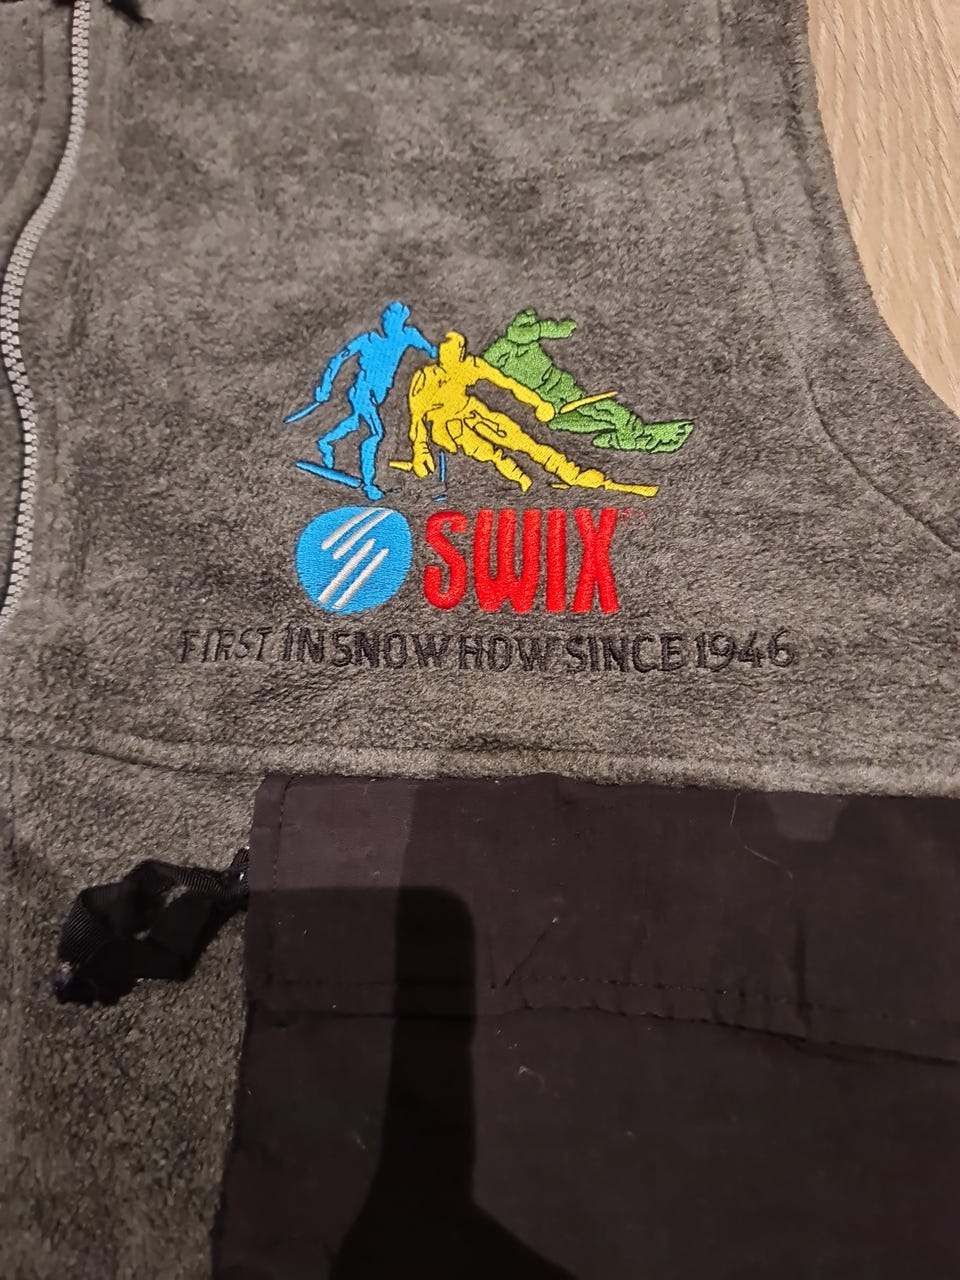 SWIX
FIRST IN SNOW HOW SINCE 1946